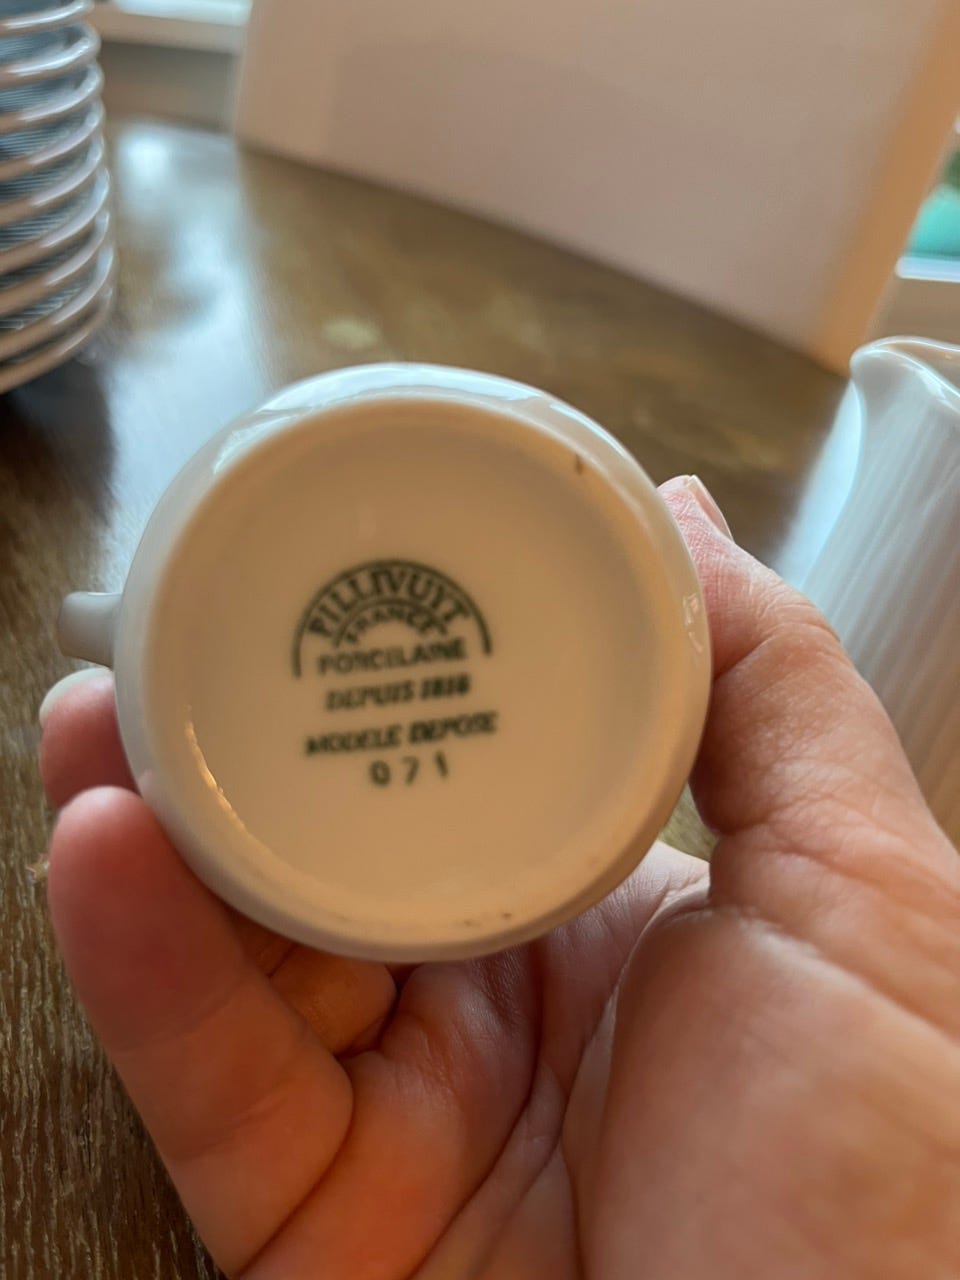 PILLIVUYT
FRANCE
PORCELAINE
DEPUIS 1818
MODELE DEPOSE
071